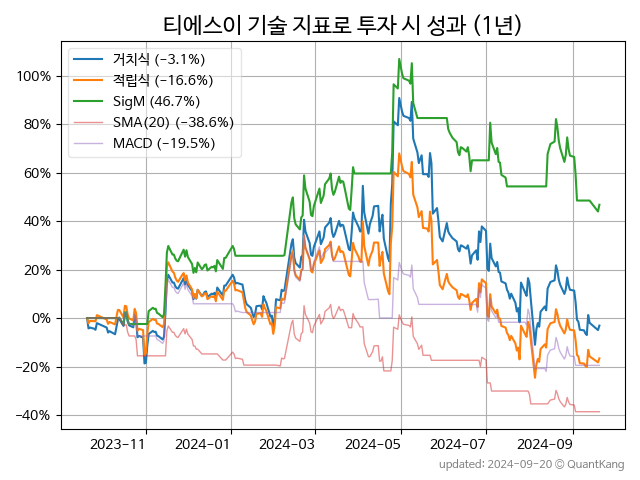 티에스이 기술 지표로 투자 시 성과 (1년)
거치식 (−3.1%)
적립식 (−16.6%)
SigM (46.7%)
SMA(20) (−38.6%)
MACD (−19.5%)
100%
80%
60%
40%
20%
0%
−20%
−40%
2023−11 2024−01 2024−03 2024−05 2024−07 2024−09
updated: 2024−09−20 ⓒ QuantKang